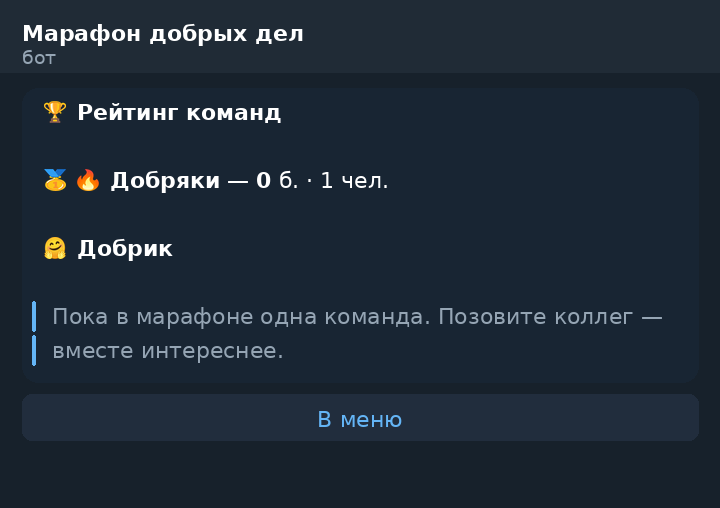 Марафон добрых дел
бот
🏆 Рейтинг команд
🥇 🔥 Добряки — 0 б. · 1 чел.
🤗 Добрик
Пока в марафоне одна команда. Позовите коллег —
вместе интереснее.
В меню